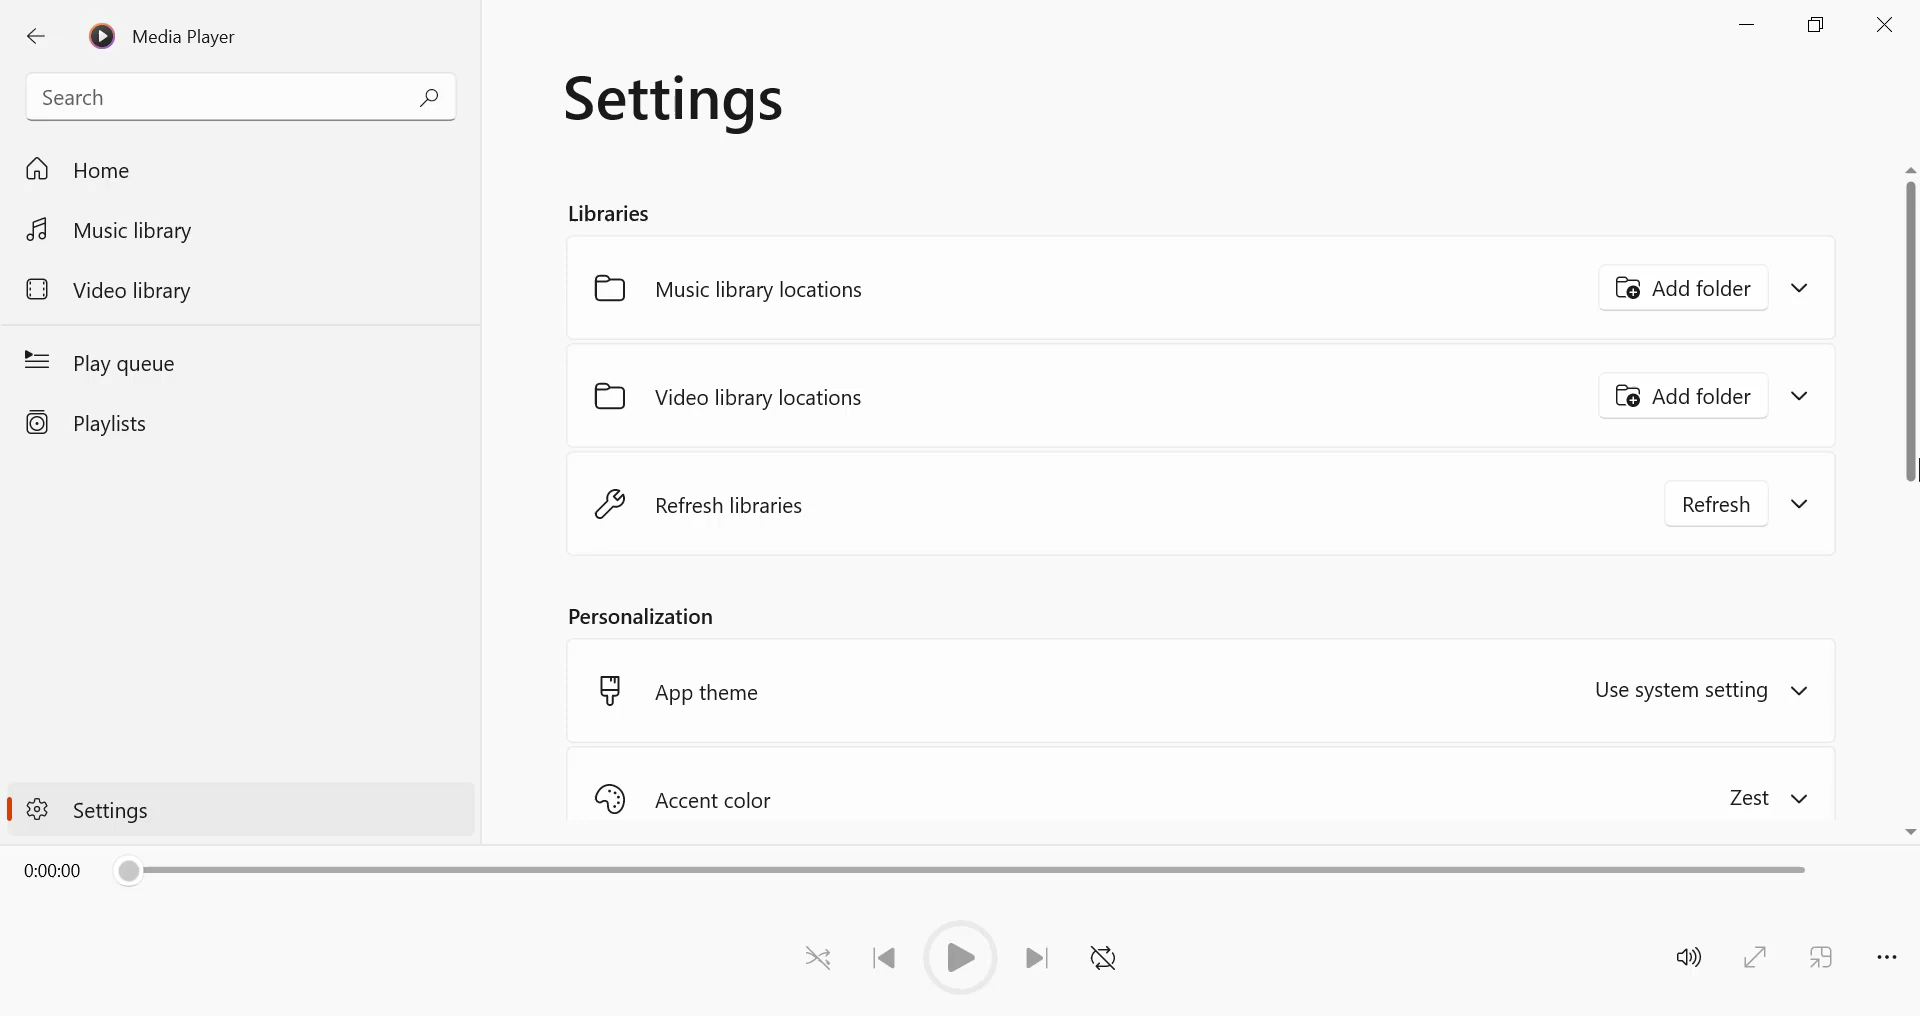 Media Player
Search
Home
Music library
Video library
Play queue
Playlists
Settings
Settings
Libraries
Music library locations
Add folder
Video library locations
Add folder
Refresh libraries
Refresh
Personalization
App theme
Use system setting
Accent color
Zest
0:00:00